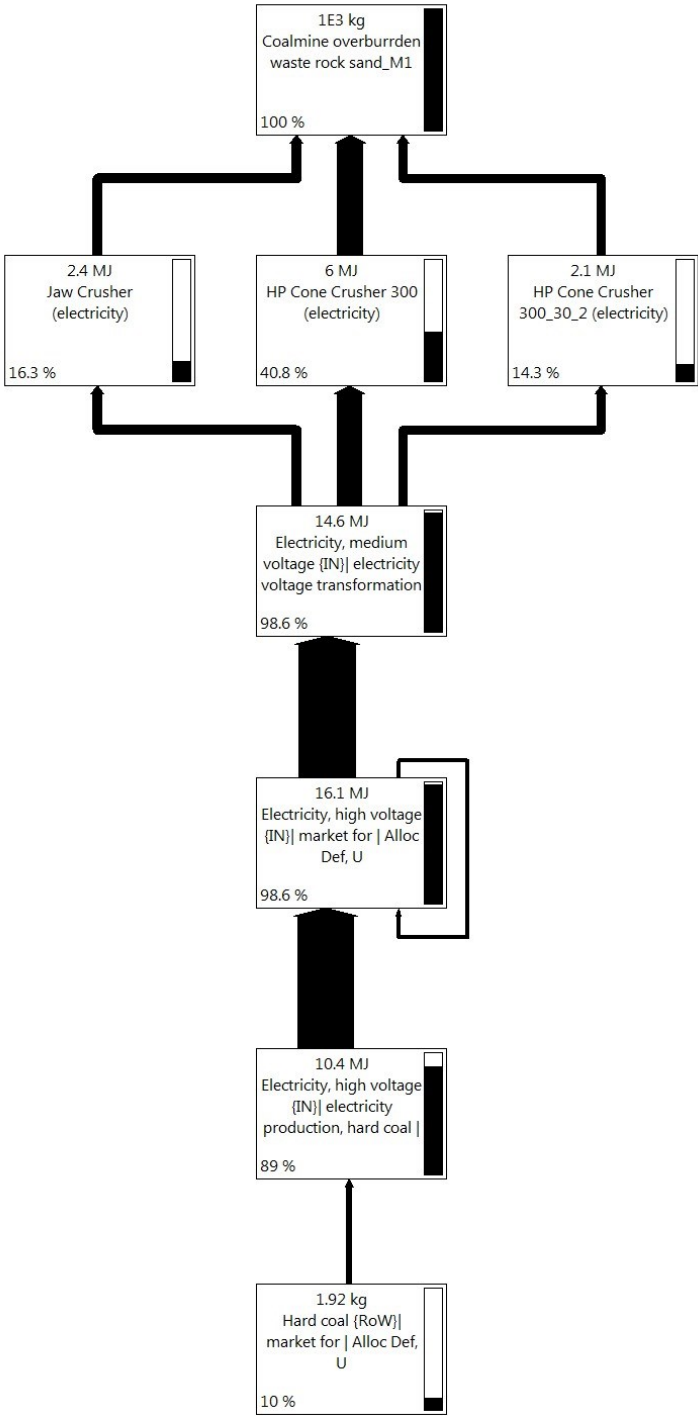 1E3 kg
Coalmine overburrden
waste rock sand_M1
100 %
2.4 MJ
Jaw Crusher
(electricity)
16.3 %
6 MJ
HP Cone Crusher 300
(electricity)
40.8 %
2.1 MJ
HP Cone Crusher
300_30_2 (electricity)
14.3 %
14.6 MJ
Electricity, medium
voltage {IN}| electricity
voltage transformation
98.6 %
16.1 MJ
Electricity, high voltage
{IN}| market for | Alloc
Def, U
98.6 %
10.4 MJ
Electricity, high voltage
{IN}| electricity
production, hard coal |
89 %
1.92 kg
Hard coal {RoW}|
market for | Alloc Def,
U
10 %